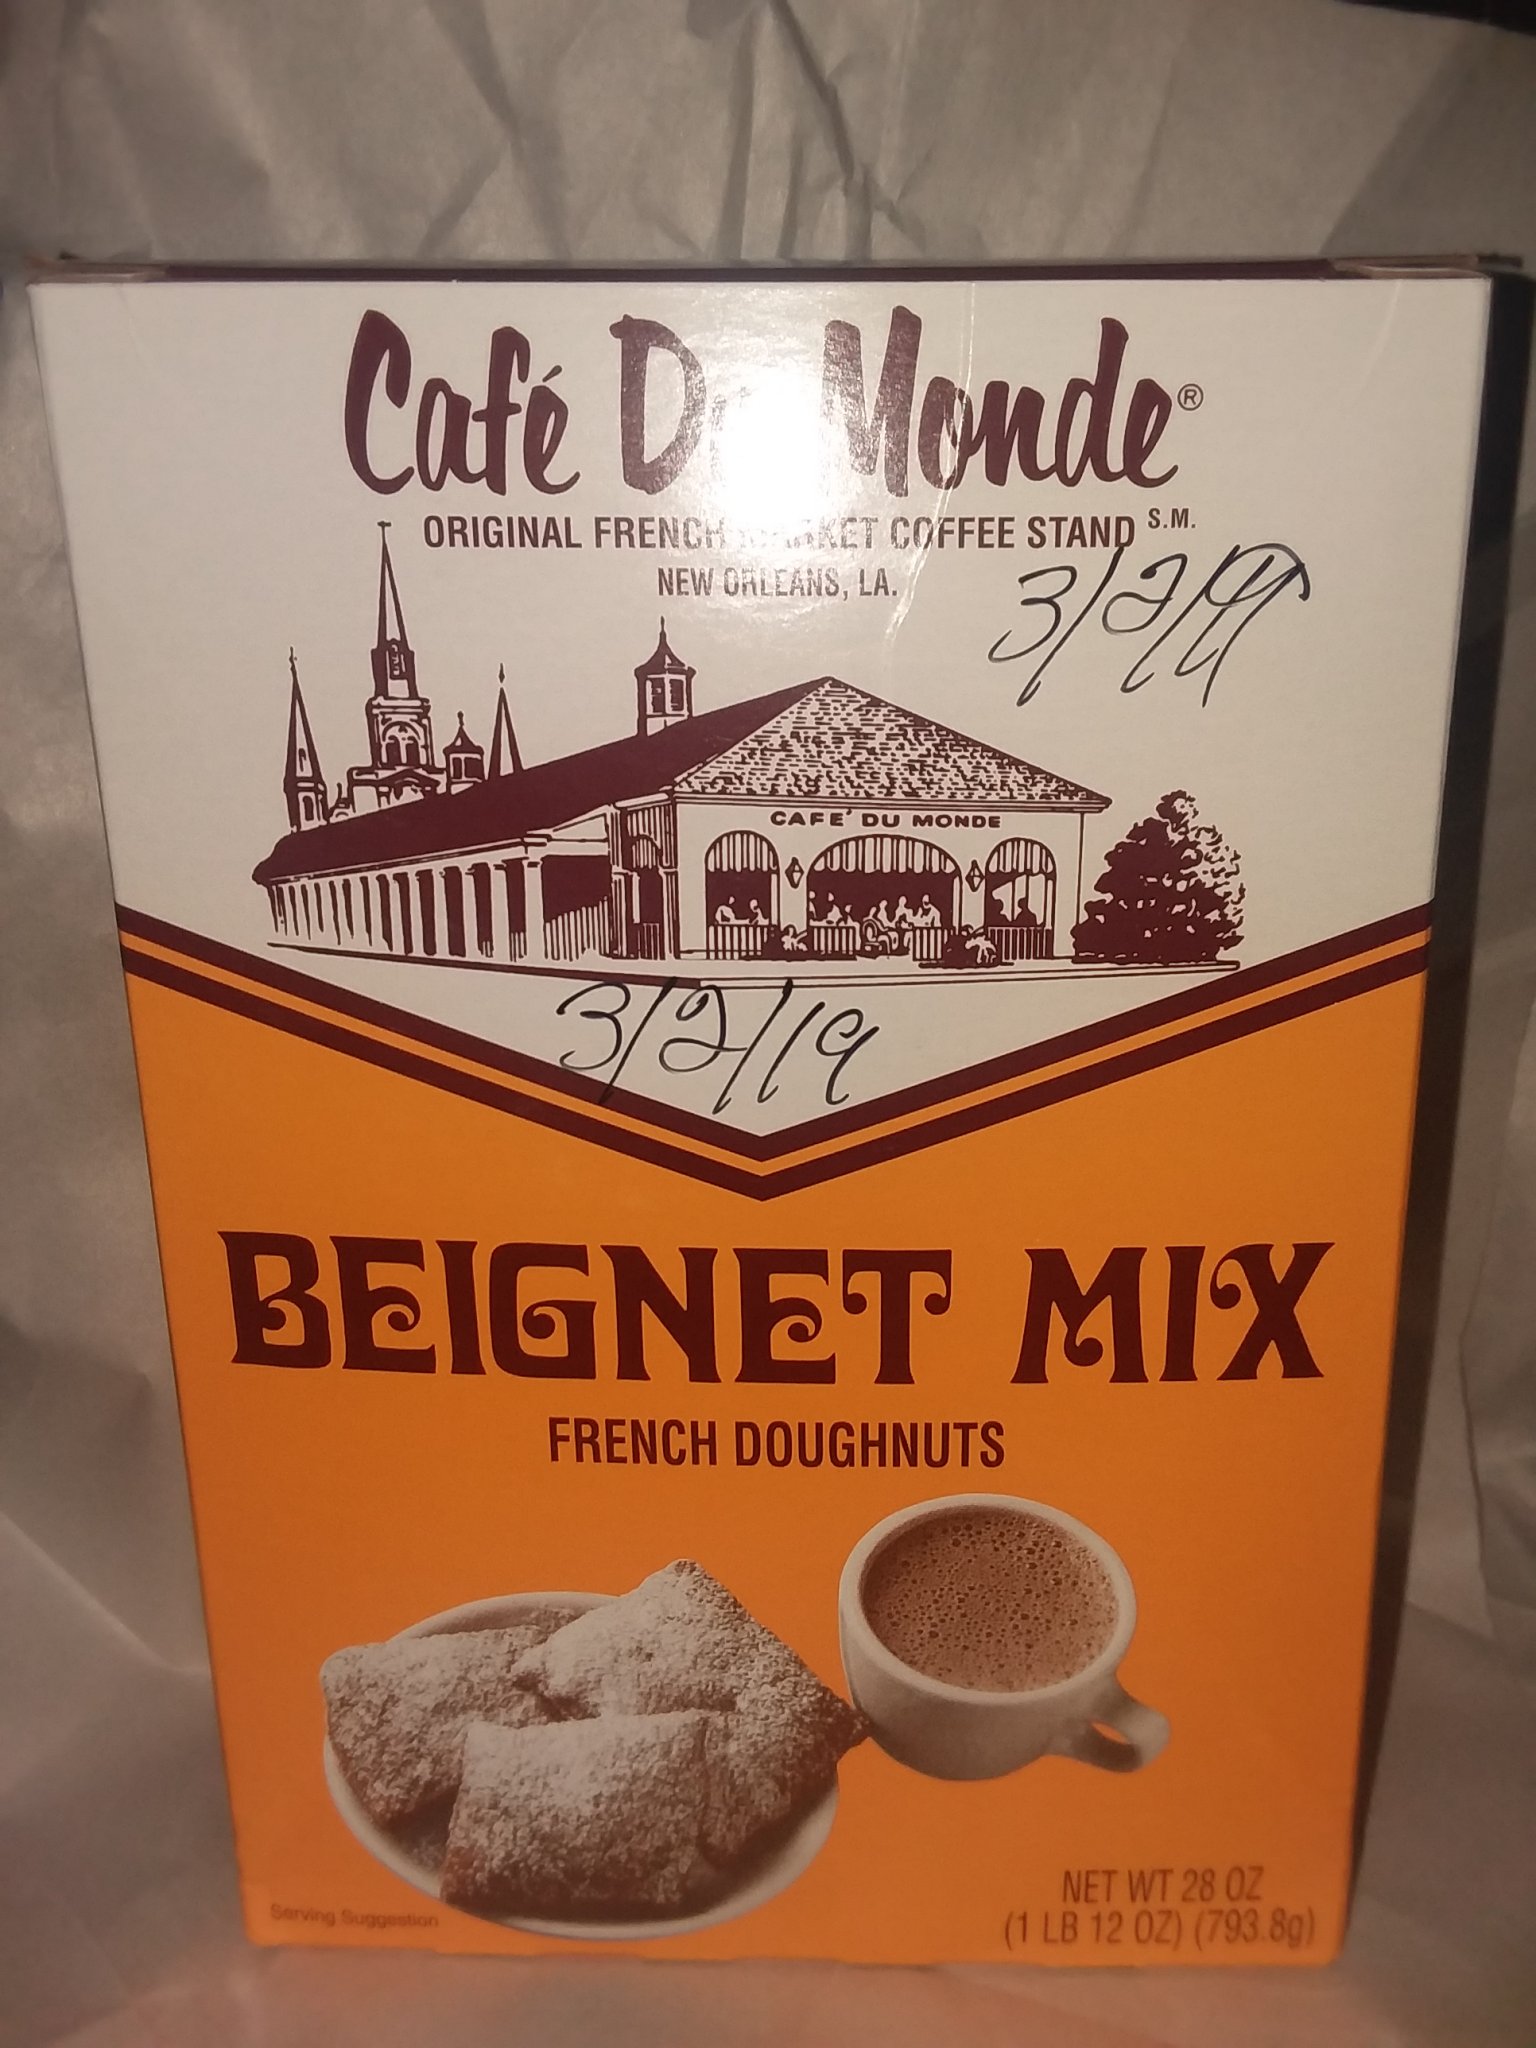 Café Du Monde®
ORIGINAL FRENCH MARKET COFFEE STAND S.M.
NEW ORLEANS, LA.
3/2/19
CAFE' DU MONDE
3/2/19
BEIGNET MIX
FRENCH DOUGHNUTS
Serving Suggestion
NET WT 28 OZ
(1 LB 12 OZ) (793.8g)